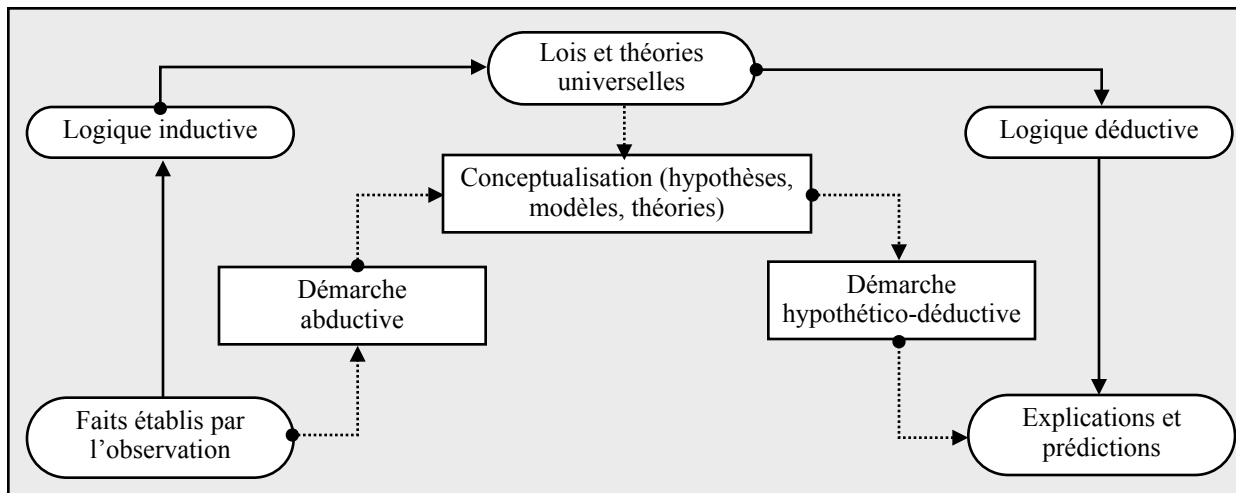 Lois et théories
universelles
Logique inductive
Logique déductive
Conceptualisation (hypothèses,
modèles, théories)
Démarche
abductive
Démarche
hypothético-déductive
Faits établis par
l’observation
Explications et
prédictions